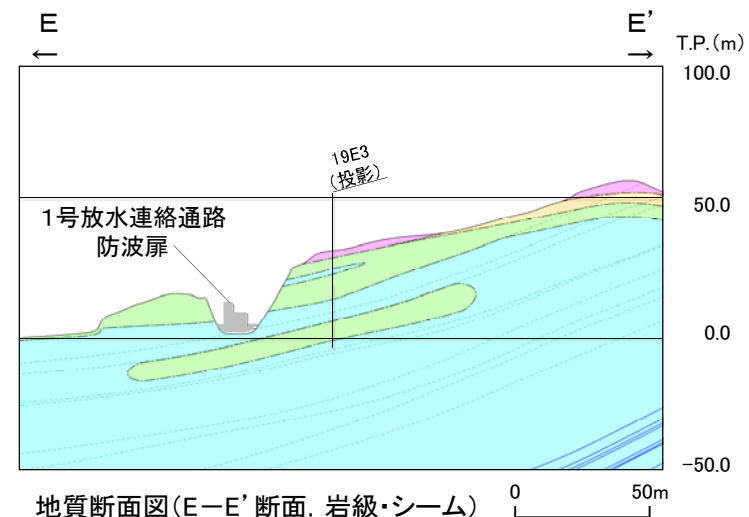 E
E’
←
→
T.P.(m)
100.0
19E3
(投影)
50.0
1号放水連絡通路
防波扉
0.0
-50.0
地質断面図(E-E’断面, 岩級・シーム)
0
50m